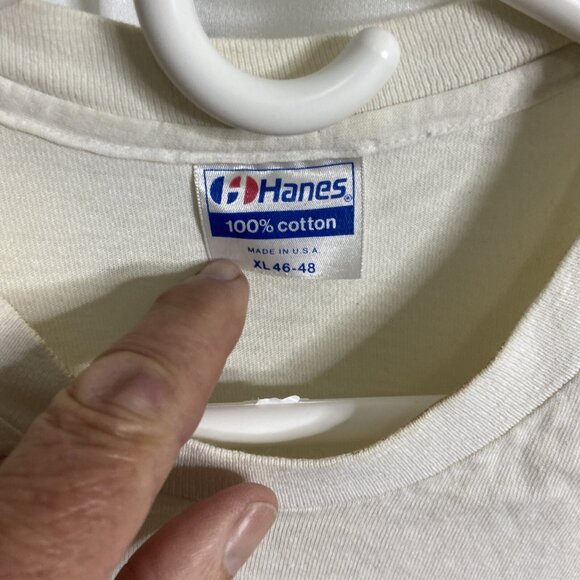 Hanes®
100% cotton
MADE IN U.S.A.
XL 46-48